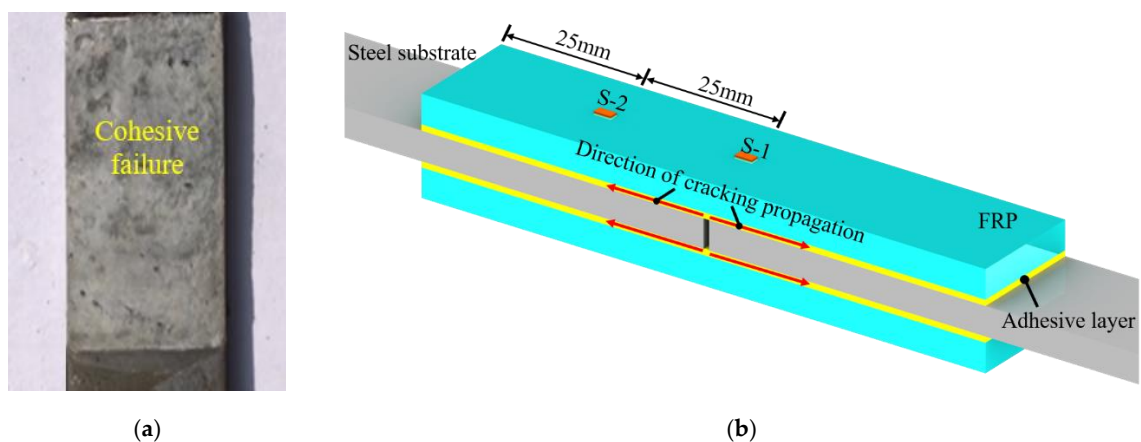 Cohesive
failure
(a)
Steel substrate
25mm
25mm
S-2
S-1
Direction of cracking propagation
FRP
Adhesive layer
(b)